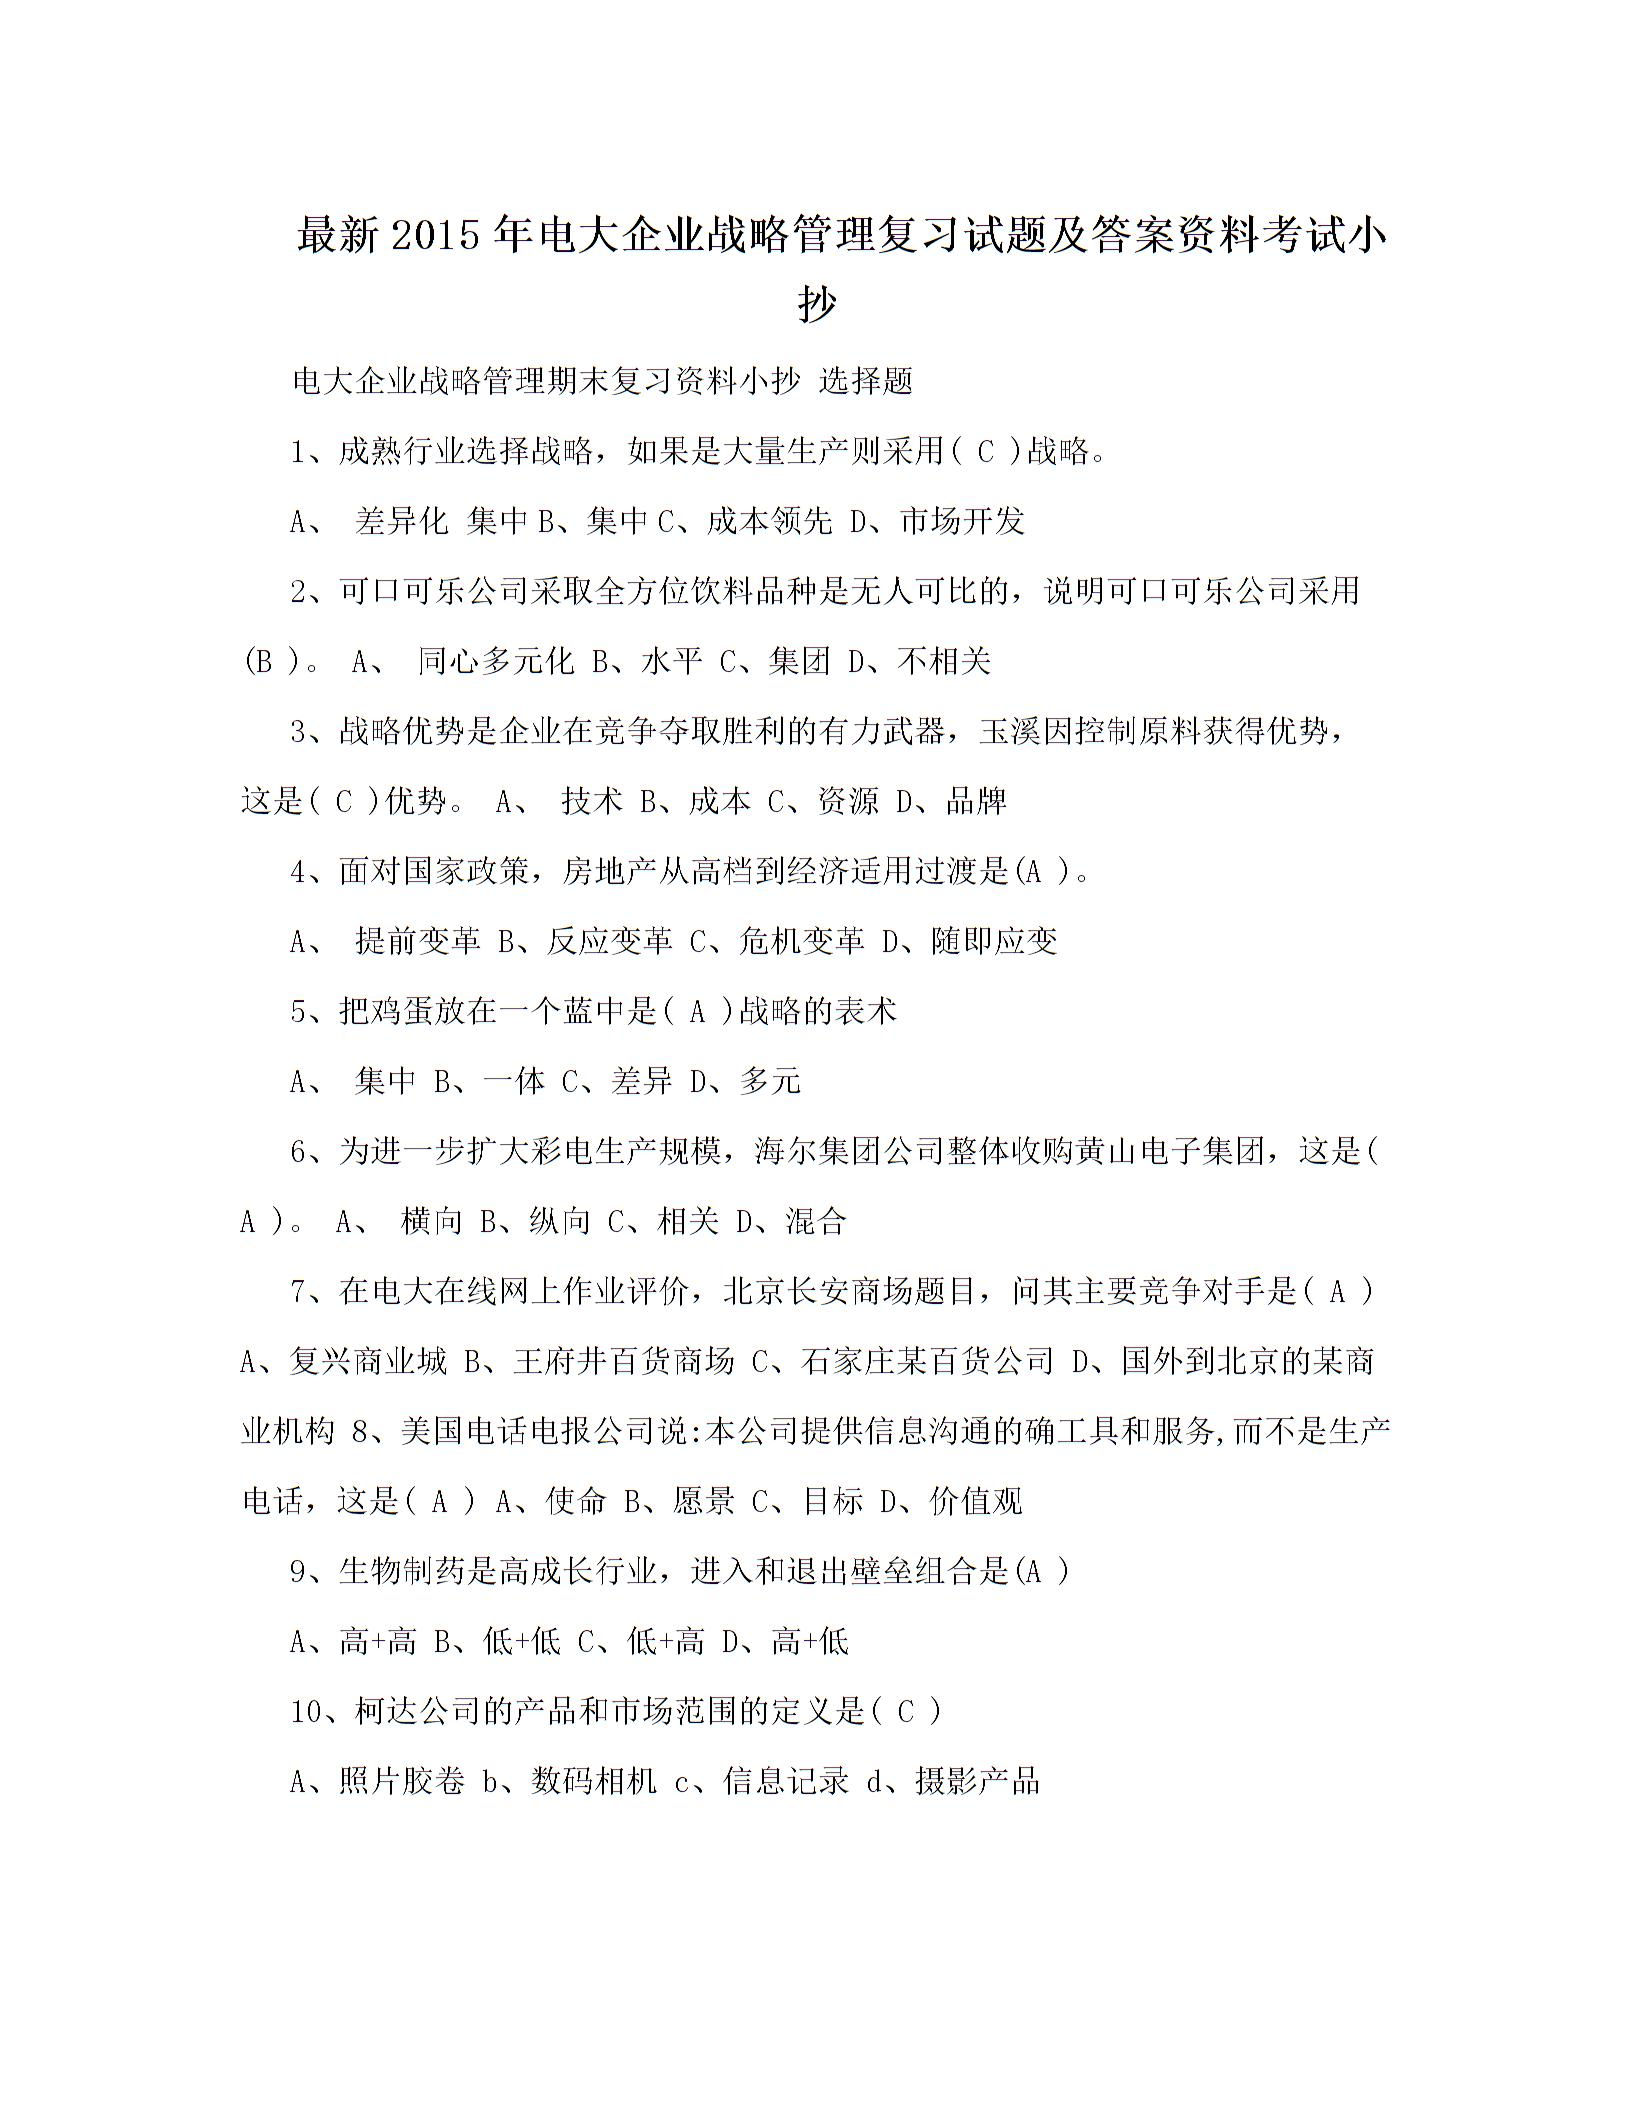 最新 2015 年电大企业战略管理复习试题及答案资料考试小
抄
电大企业战略管理期末复习资料小抄 选择题
1、成熟行业选择战略，如果是大量生产则采用( C )战略。
A、 差异化 集中 B、集中 C、成本领先 D、市场开发
2、可口可乐公司采取全方位饮料品种是无人可比的，说明可口可乐公司采用
(B )。 A、 同心多元化 B、水平 C、集团 D、不相关
3、战略优势是企业在竞争夺取胜利的有力武器，玉溪因控制原料获得优势，
这是( C )优势。 A、 技术 B、成本 C、资源 D、品牌
4、面对国家政策，房地产从高档到经济适用过渡是(A )。
A、 提前变革 B、反应变革 C、危机变革 D、随即应变
5、把鸡蛋放在一个蓝中是( A )战略的表术
A、 集中 B、一体 C、差异 D、多元
6、为进一步扩大彩电生产规模，海尔集团公司整体收购黄山电子集团，这是(
A )。 A、 横向 B、纵向 C、相关 D、混合
7、在电大在线网上作业评价，北京长安商场题目，问其主要竞争对手是( A )
A、复兴商业城 B、王府井百货商场 C、石家庄某百货公司 D、国外到北京的某商
业机构 8、美国电话电报公司说:本公司提供信息沟通的确工具和服务,而不是生产
电话，这是( A ) A、使命 B、愿景 C、目标 D、价值观
9、生物制药是高成长行业，进入和退出壁垒组合是(A )
A、高+高 B、低+低 C、低+高 D、高+低
10、柯达公司的产品和市场范围的定义是( C )
A、照片胶卷 b、数码相机 c、信息记录 d、摄影产品